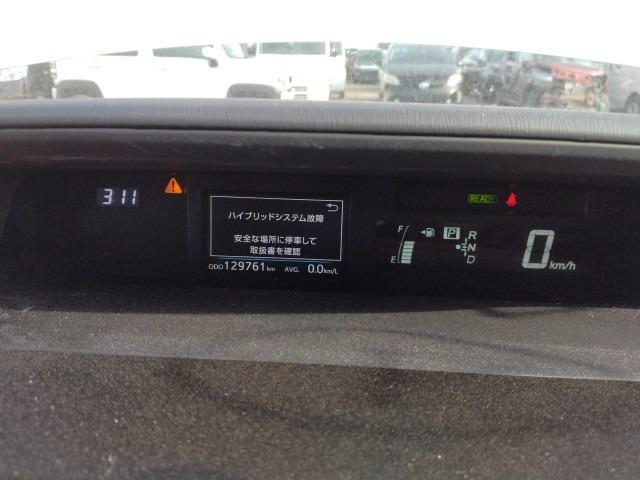 311
ハイブリッドシステム故障
安全な場所に停車して
取扱書を確認
ODO 129761 km AVG. 0.0 km/L
READY
F
E
P R
N
D
0 km/h